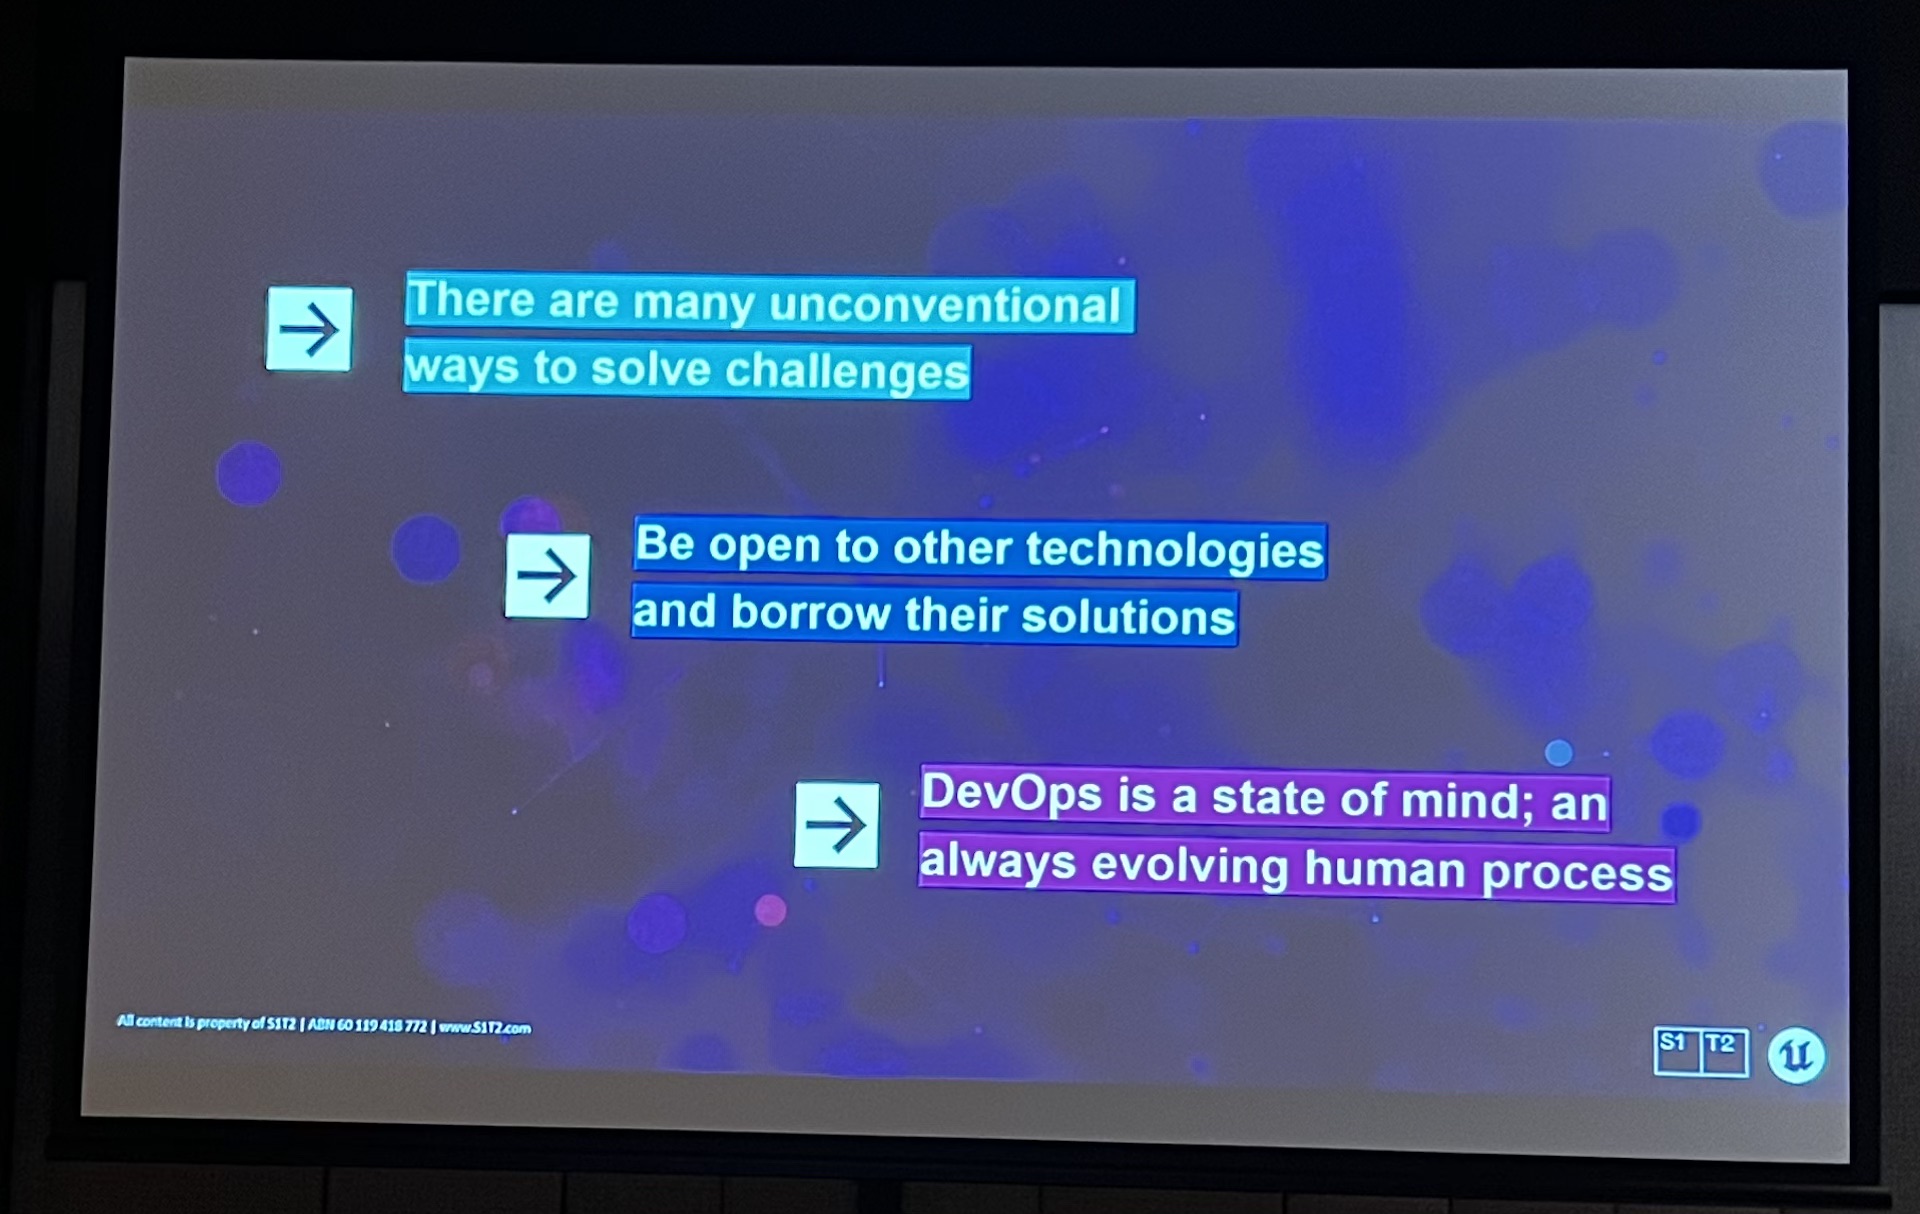 There are many unconventional
ways to solve challenges
Be open to other technologies
and borrow their solutions
DevOps is a state of mind; an
always evolving human process
All content is property of S1T2 | ABN 60 119 418 772 | www.S1T2.com
S1 T2